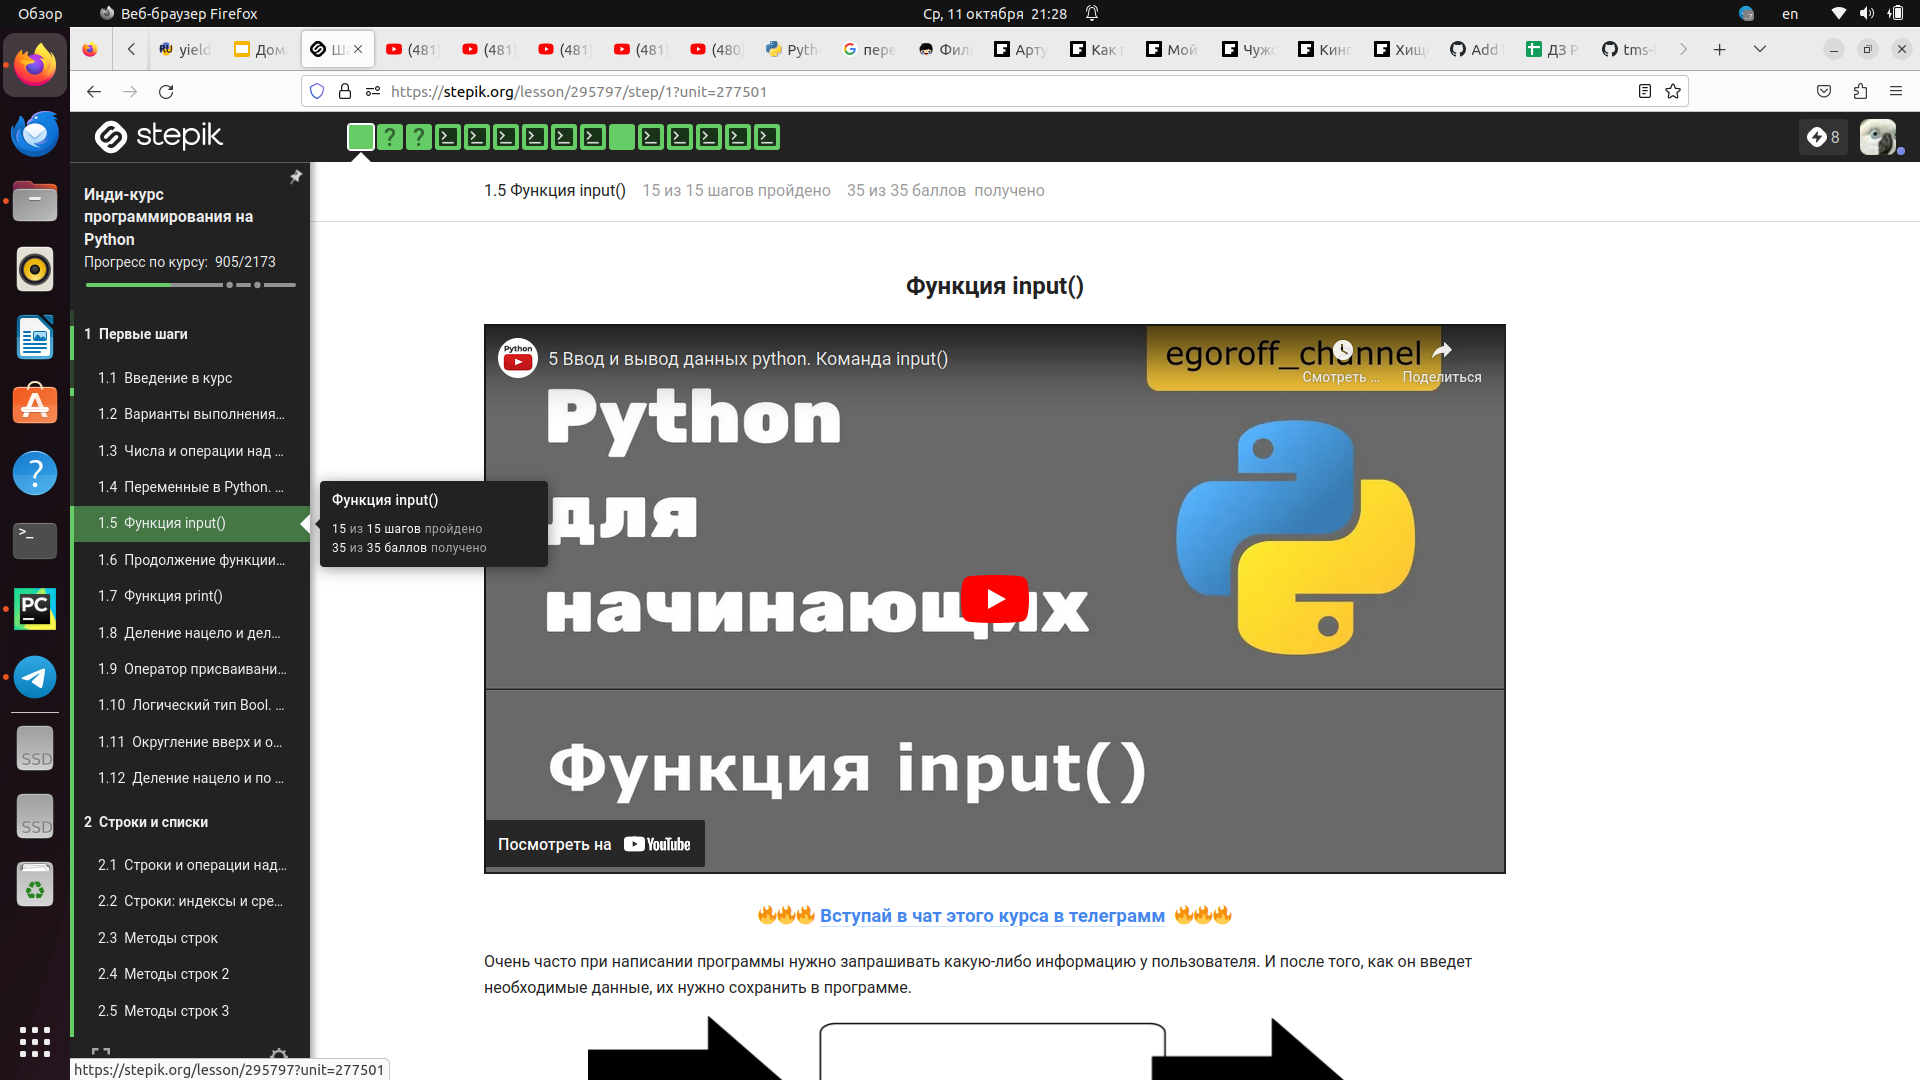 Обзор
Веб-браузер Firefox
Ср, 11 октября 21:28
en
yield
Дом
(481)
(481)
(481)
(481)
(480)
Pyth
пере
Фил
Арту
Как
Мой
Чуж
Кинг
Хищ
Add
ДЗ Р
tms-
https://stepik.org/lesson/295797/step/1?unit=277501
stepik
8
Инди-курс
программирования на
Python
Прогресс по курсу: 905/2173
1 Первые шаги
1.1 Введение в курс
1.2 Варианты выполнения...
1.3 Числа и операции над ...
1.4 Переменные в Python. ...
1.5 Функция input()
1.6 Продолжение функции...
1.7 Функция print()
1.8 Деление нацело и дел...
1.9 Оператор присваивани...
1.10 Логический тип Bool. ...
1.11 Округление вверх и о...
1.12 Деление нацело и по ...
2 Строки и списки
2.1 Строки и операции над...
2.2 Строки: индексы и сре...
2.3 Методы строк
2.4 Методы строк 2
2.5 Методы строк 3
Функция input()
15 из 15 шагов пройдено
35 из 35 баллов получено
1.5 Функция input() 15 из 15 шагов пройдено 35 из 35 баллов получено
Функция input()
Python
5 Ввод и вывод данных python. Команда input()
egoroff_channel
Смотреть ...
Поделиться
Python
для
начинающих
Функция input()
Посмотреть на YouTube
Вступай в чат этого курса в телеграмм
Очень часто при написании программы нужно запрашивать какую-либо информацию у пользователя. И после того, как он введет
необходимые данные, их нужно сохранить в программе.
PC
SSD
SSD
https://stepik.org/lesson/295797?unit=277501